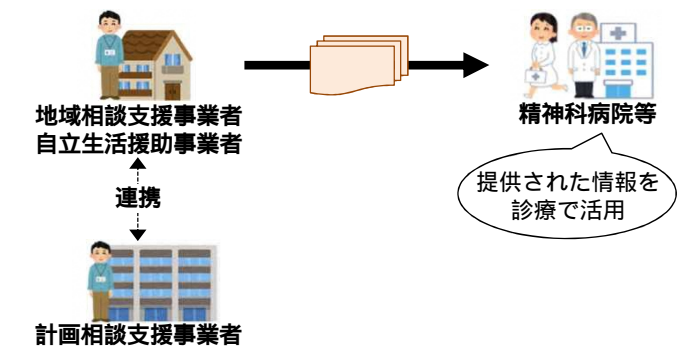 地域相談支援事業者
自立生活援助事業者
連携
計画相談支援事業者
精神科病院等
提供された情報を
診療で活用